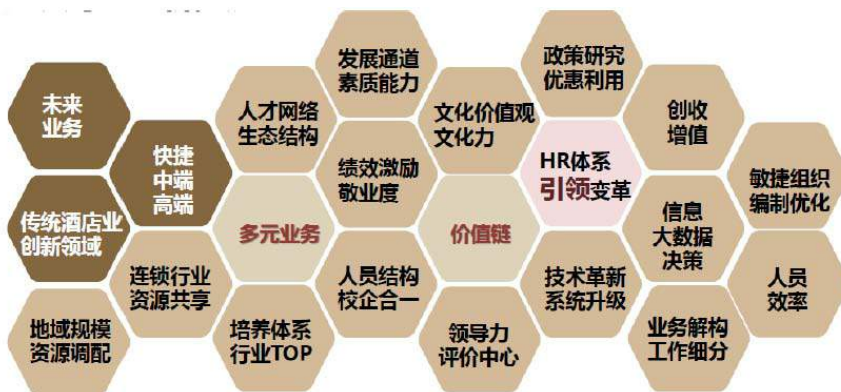 未来
业务
传统酒店业
创新领域
地域规模
资源调配
快捷
中端
高端
连锁行业
资源共享
人才网络
生态结构
多元业务
培养体系
行业TOP
发展通道
素质能力
绩效激励
敬业度
人员结构
校企合一
文化价值观
文化力
价值链
领导力
评价中心
政策研究
优惠利用
HR体系
引领变革
技术革新
系统升级
创收
增值
信息
大数据
决策
业务解构
工作细分
敏捷组织
编制优化
人员
效率